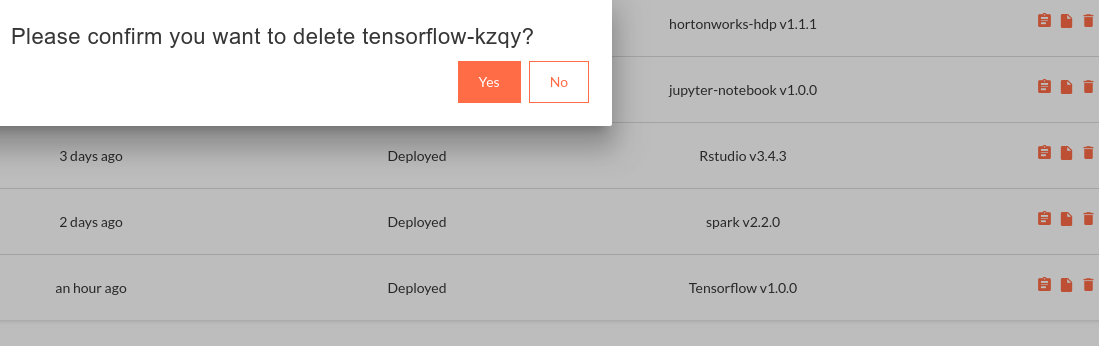 Please confirm you want to delete tensorflow-kzqy?
Yes No
hortonworks-hdp v1.1.1
jupyter-notebook v1.0.0
3 days ago Deployed Rstudio v3.4.3
2 days ago Deployed spark v2.2.0
an hour ago Deployed Tensorflow v1.0.0